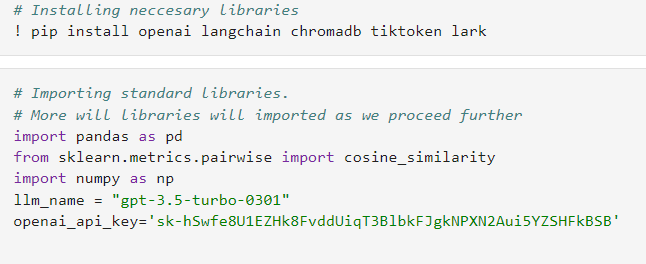 # Installing neccesary libraries
! pip install openai langchain chromadb tiktoken lark
# Importing standard libraries.
# More will libraries will imported as we proceed further
import pandas as pd
from sklearn.metrics.pairwise import cosine_similarity
import numpy as np
llm_name = "gpt-3.5-turbo-0301"
openai_api_key='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'